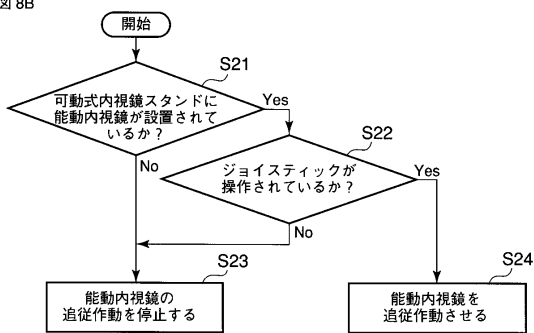 図 8B
開始
S21
可動式内視鏡スタンドに
能動内視鏡が設置されて
いるか？
Yes
No
S22
ジョイスティックが
操作されているか？
Yes
No
S23
能動内視鏡の
追従作動を停止する
S24
能動内視鏡を
追従作動させる